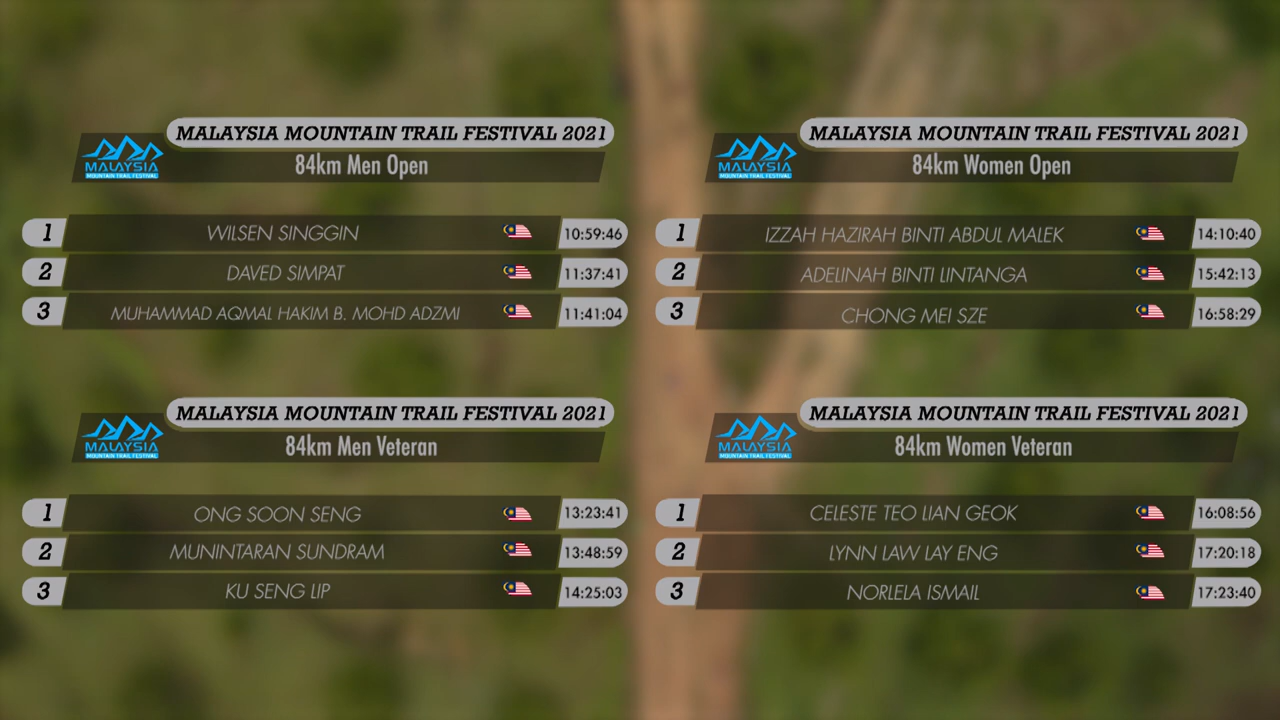 MALAYSIA MOUNTAIN TRAIL FESTIVAL 2021
MALAYSIA
MOUNTAIN TRAIL FESTIVAL
84km Men Open
1 WILSEN SINGGIN 10:59:46
2 DAVED SIMPAT 11:37:41
3 MUHAMMAD AQMAL HAKIM B. MOHD ADZMI 11:41:04
MALAYSIA MOUNTAIN TRAIL FESTIVAL 2021
MALAYSIA
MOUNTAIN TRAIL FESTIVAL
84km Women Open
1 IZZAH HAZIRAH BINTI ABDUL MALEK 14:10:40
2 ADELINAH BINTI LINTANGA 15:42:13
3 CHONG MEI SZE 16:58:29
MALAYSIA MOUNTAIN TRAIL FESTIVAL 2021
MALAYSIA
MOUNTAIN TRAIL FESTIVAL
84km Men Veteran
1 ONG SOON SENG 13:23:41
2 MUNINTARAN SUNDRAM 13:48:59
3 KU SENG LIP 14:25:03
MALAYSIA MOUNTAIN TRAIL FESTIVAL 2021
MALAYSIA
MOUNTAIN TRAIL FESTIVAL
84km Women Veteran
1 CELESTE TEO LIAN GEOK 16:08:56
2 LYNN LAW LAY ENG 17:20:18
3 NORLELA ISMAIL 17:23:40